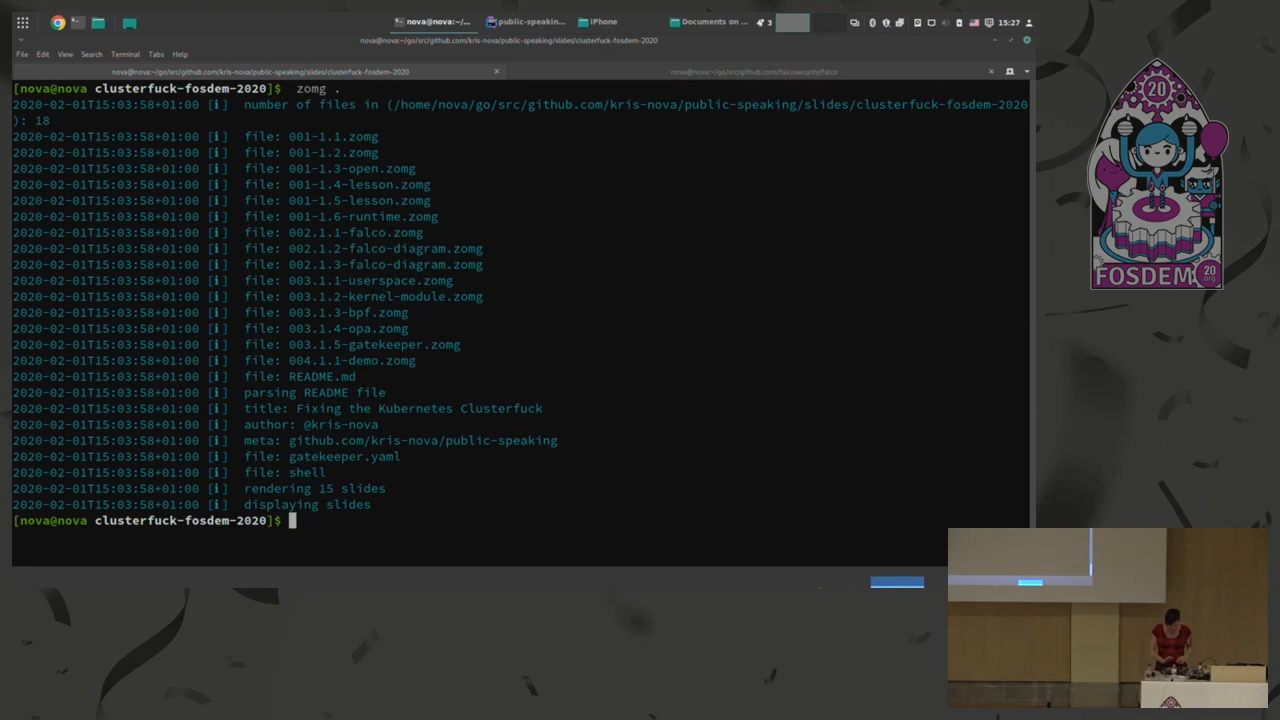 nova@nova:~/...
public-speakin...
iPhone
Documents on ...
3
15:27
nova@nova:~/go/src/github.com/kris-nova/public-speaking/slides/clusterfuck-fosdem-2020
File Edit View Search Terminal Tabs Help
nova@nova:~/go/src/github.com/kris-nova/public-speaking/slides/clusterfuck-fosdem-2020
nova@nova:~/go/src/github.com/falcosecurity/falco
[nova@nova clusterfuck-fosdem-2020]$ zomg .
2020-02-01T15:03:58+01:00 [i] number of files in (/home/nova/go/src/github.com/kris-nova/public-speaking/slides/clusterfuck-fosdem-2020
): 18
2020-02-01T15:03:58+01:00 [i] file: 001-1.1.zomg
2020-02-01T15:03:58+01:00 [i] file: 001-1.2.zomg
2020-02-01T15:03:58+01:00 [i] file: 001-1.3-open.zomg
2020-02-01T15:03:58+01:00 [i] file: 001-1.4-lesson.zomg
2020-02-01T15:03:58+01:00 [i] file: 001-1.5-lesson.zomg
2020-02-01T15:03:58+01:00 [i] file: 001-1.6-runtime.zomg
2020-02-01T15:03:58+01:00 [i] file: 002.1.1-falco.zomg
2020-02-01T15:03:58+01:00 [i] file: 002.1.2-falco-diagram.zomg
2020-02-01T15:03:58+01:00 [i] file: 002.1.3-falco-diagram.zomg
2020-02-01T15:03:58+01:00 [i] file: 003.1.1-userspace.zomg
2020-02-01T15:03:58+01:00 [i] file: 003.1.2-kernel-module.zomg
2020-02-01T15:03:58+01:00 [i] file: 003.1.3-bpf.zomg
2020-02-01T15:03:58+01:00 [i] file: 003.1.4-opa.zomg
2020-02-01T15:03:58+01:00 [i] file: 003.1.5-gatekeeper.zomg
2020-02-01T15:03:58+01:00 [i] file: 004.1.1-demo.zomg
2020-02-01T15:03:58+01:00 [i] file: README.md
2020-02-01T15:03:58+01:00 [i] parsing README file
2020-02-01T15:03:58+01:00 [i] title: Fixing the Kubernetes Clusterfuck
2020-02-01T15:03:58+01:00 [i] author: @kris-nova
2020-02-01T15:03:58+01:00 [i] meta: github.com/kris-nova/public-speaking
2020-02-01T15:03:58+01:00 [i] file: gatekeeper.yaml
2020-02-01T15:03:58+01:00 [i] file: shell
2020-02-01T15:03:58+01:00 [i] rendering 15 slides
2020-02-01T15:03:58+01:00 [i] displaying slides
[nova@nova clusterfuck-fosdem-2020]$
20
FOSDEM
20
.org